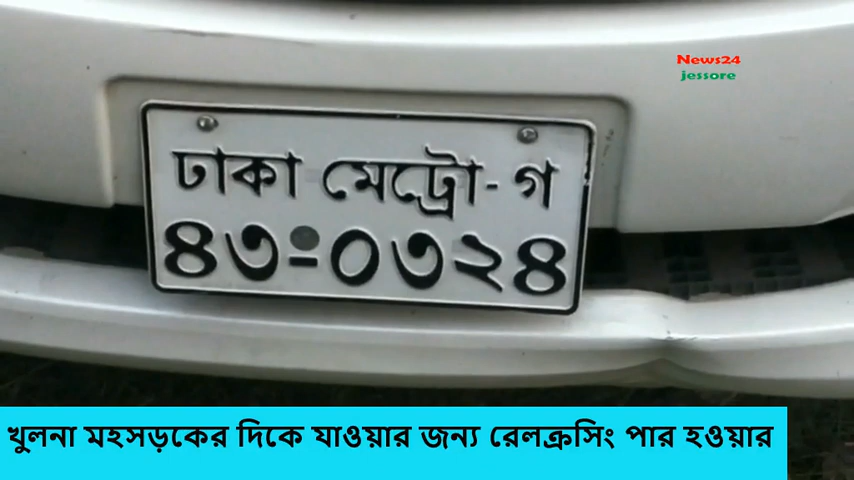 News24
jessore
ঢাকা মেট্রো-গ
৪৩-০৩২৪
খুলনা মহসড়কের দিকে যাওয়ার জন্য রেলক্রসিং পার হওয়ার